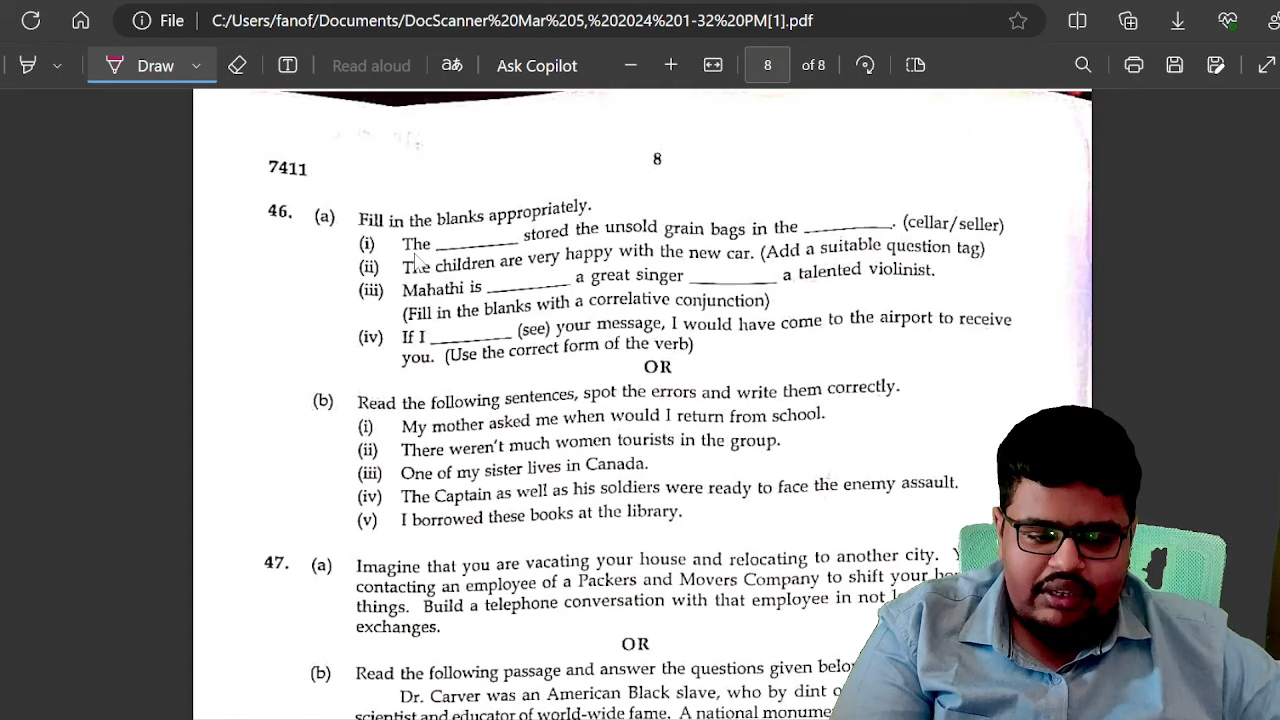 File C:/Users/fanof/Documents/DocScanner%20Mar%205,%202024%201-32%20PM[1].pdf
Draw Read aloud aあ Ask Copilot 8 of 8
8
7411
46. (a) Fill in the blanks appropriately.
(i) The __________ stored the unsold grain bags in the __________. (cellar/seller)
(ii) The children are very happy with the new car. (Add a suitable question tag)
(iii) Mahathi is __________ a great singer __________ a talented violinist.
(Fill in the blanks with a correlative conjunction)
(iv) If I __________ (see) your message, I would have come to the airport to receive
you. (Use the correct form of the verb)
OR
(b) Read the following sentences, spot the errors and write them correctly.
(i) My mother asked me when would I return from school.
(ii) There weren't much women tourists in the group.
(iii) One of my sister lives in Canada.
(iv) The Captain as well as his soldiers were ready to face the enemy assault.
(v) I borrowed these books at the library.
47. (a) Imagine that you are vacating your house and relocating to another city.
contacting an employee of a Packers and Movers Company to shift your
things. Build a telephone conversation with that employee in not
exchanges.
OR
(b) Read the following passage and answer the questions given
Dr. Carver was an American Black slave, who by dint
scientist and educator of world-wide fame. A national